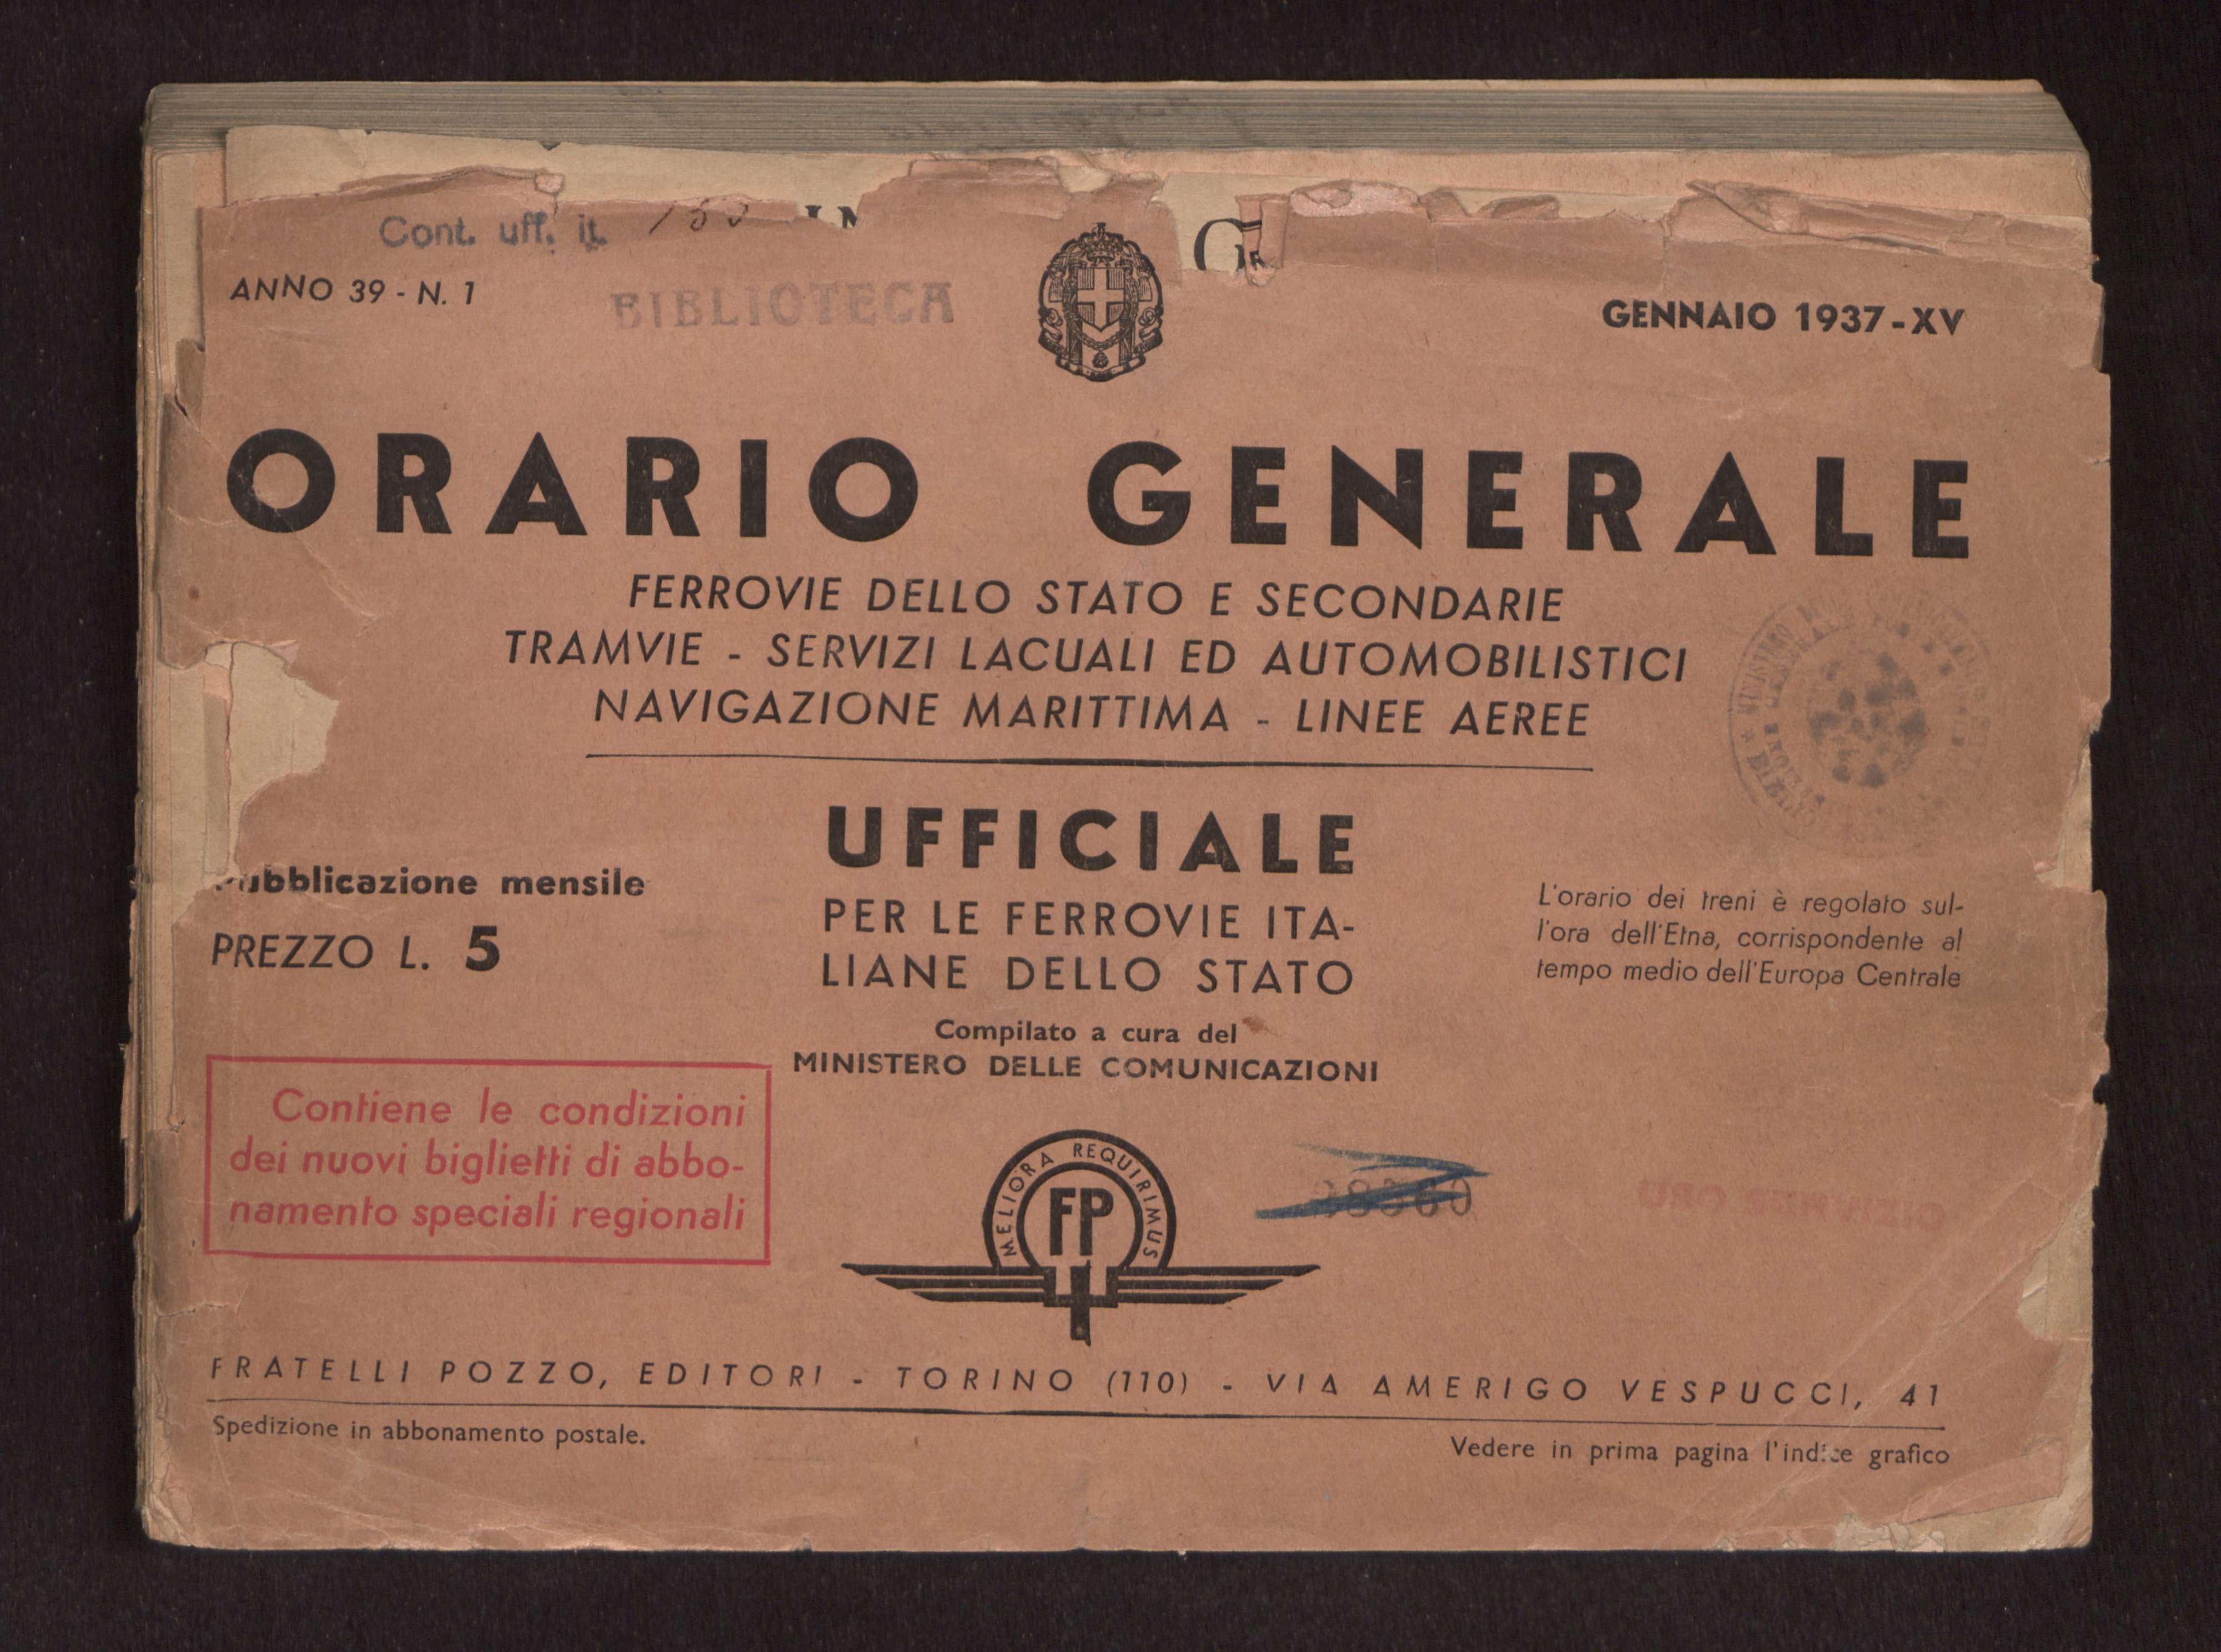 Cont. uff. it.
ANNO 39 - N. 1
BIBLIOTECA
GENNAIO 1937-XV
ORARIO GENERALE
FERROVIE DELLO STATO E SECONDARIE
TRAMVIE - SERVIZI LACUALI ED AUTOMOBILISTICI
NAVIGAZIONE MARITTIMA - LINEE AEREE
UFFICIALE
PER LE FERROVIE ITA-
LIANE DELLO STATO
Compilato a cura del
MINISTERO DELLE COMUNICAZIONI
Pubblicazione mensile
PREZZO L. 5
L'orario dei treni è regolato sul-
l'ora dell'Etna, corrispondente al
tempo medio dell'Europa Centrale
Contiene le condizioni
dei nuovi biglietti di abbo-
namento speciali regionali
MELIORA REQUIRIMUS
FP
FRATELLI POZZO, EDITORI - TORINO (110) - VIA AMERIGO VESPUCCI, 41
Spedizione in abbonamento postale.
Vedere in prima pagina l'indice grafico